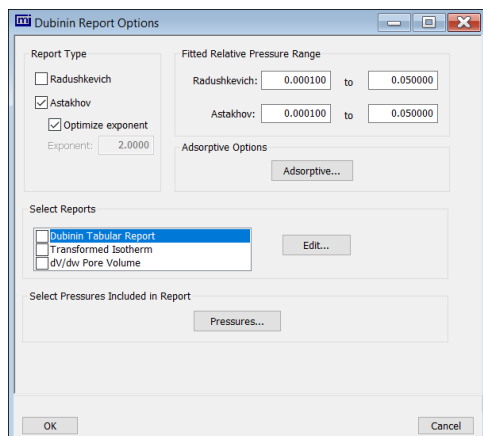 mi Dubinin Report Options
Report Type
Radushkevich
Astakhov
Optimize exponent
Exponent: 2.0000
Fitted Relative Pressure Range
Radushkevich: 0.000100 to 0.050000
Astakhov: 0.000100 to 0.050000
Adsorptive Options
Adsorptive...
Select Reports
Dubinin Tabular Report
Transformed Isotherm
dV/dw Pore Volume
Edit...
Select Pressures Included in Report
Pressures...
OK
Cancel